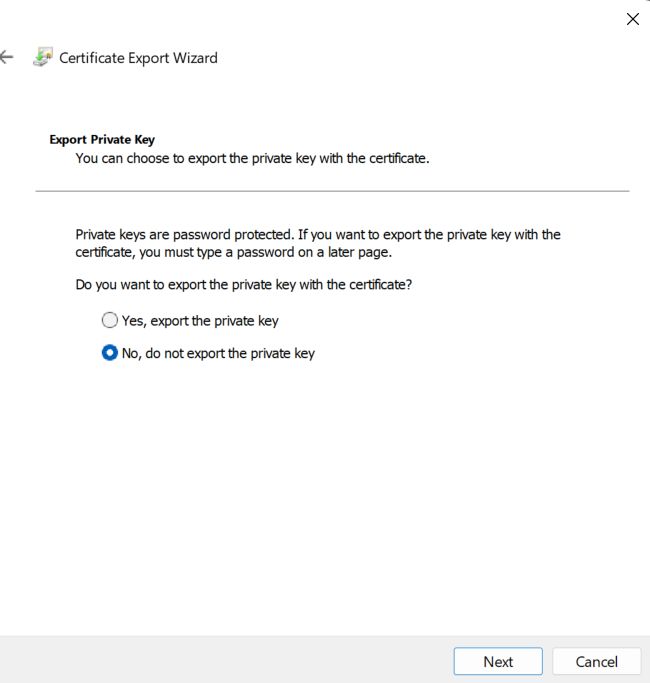 Certificate Export Wizard
Export Private Key
You can choose to export the private key with the certificate.
Private keys are password protected. If you want to export the private key with the
certificate, you must type a password on a later page.
Do you want to export the private key with the certificate?
Yes, export the private key
No, do not export the private key
Next
Cancel